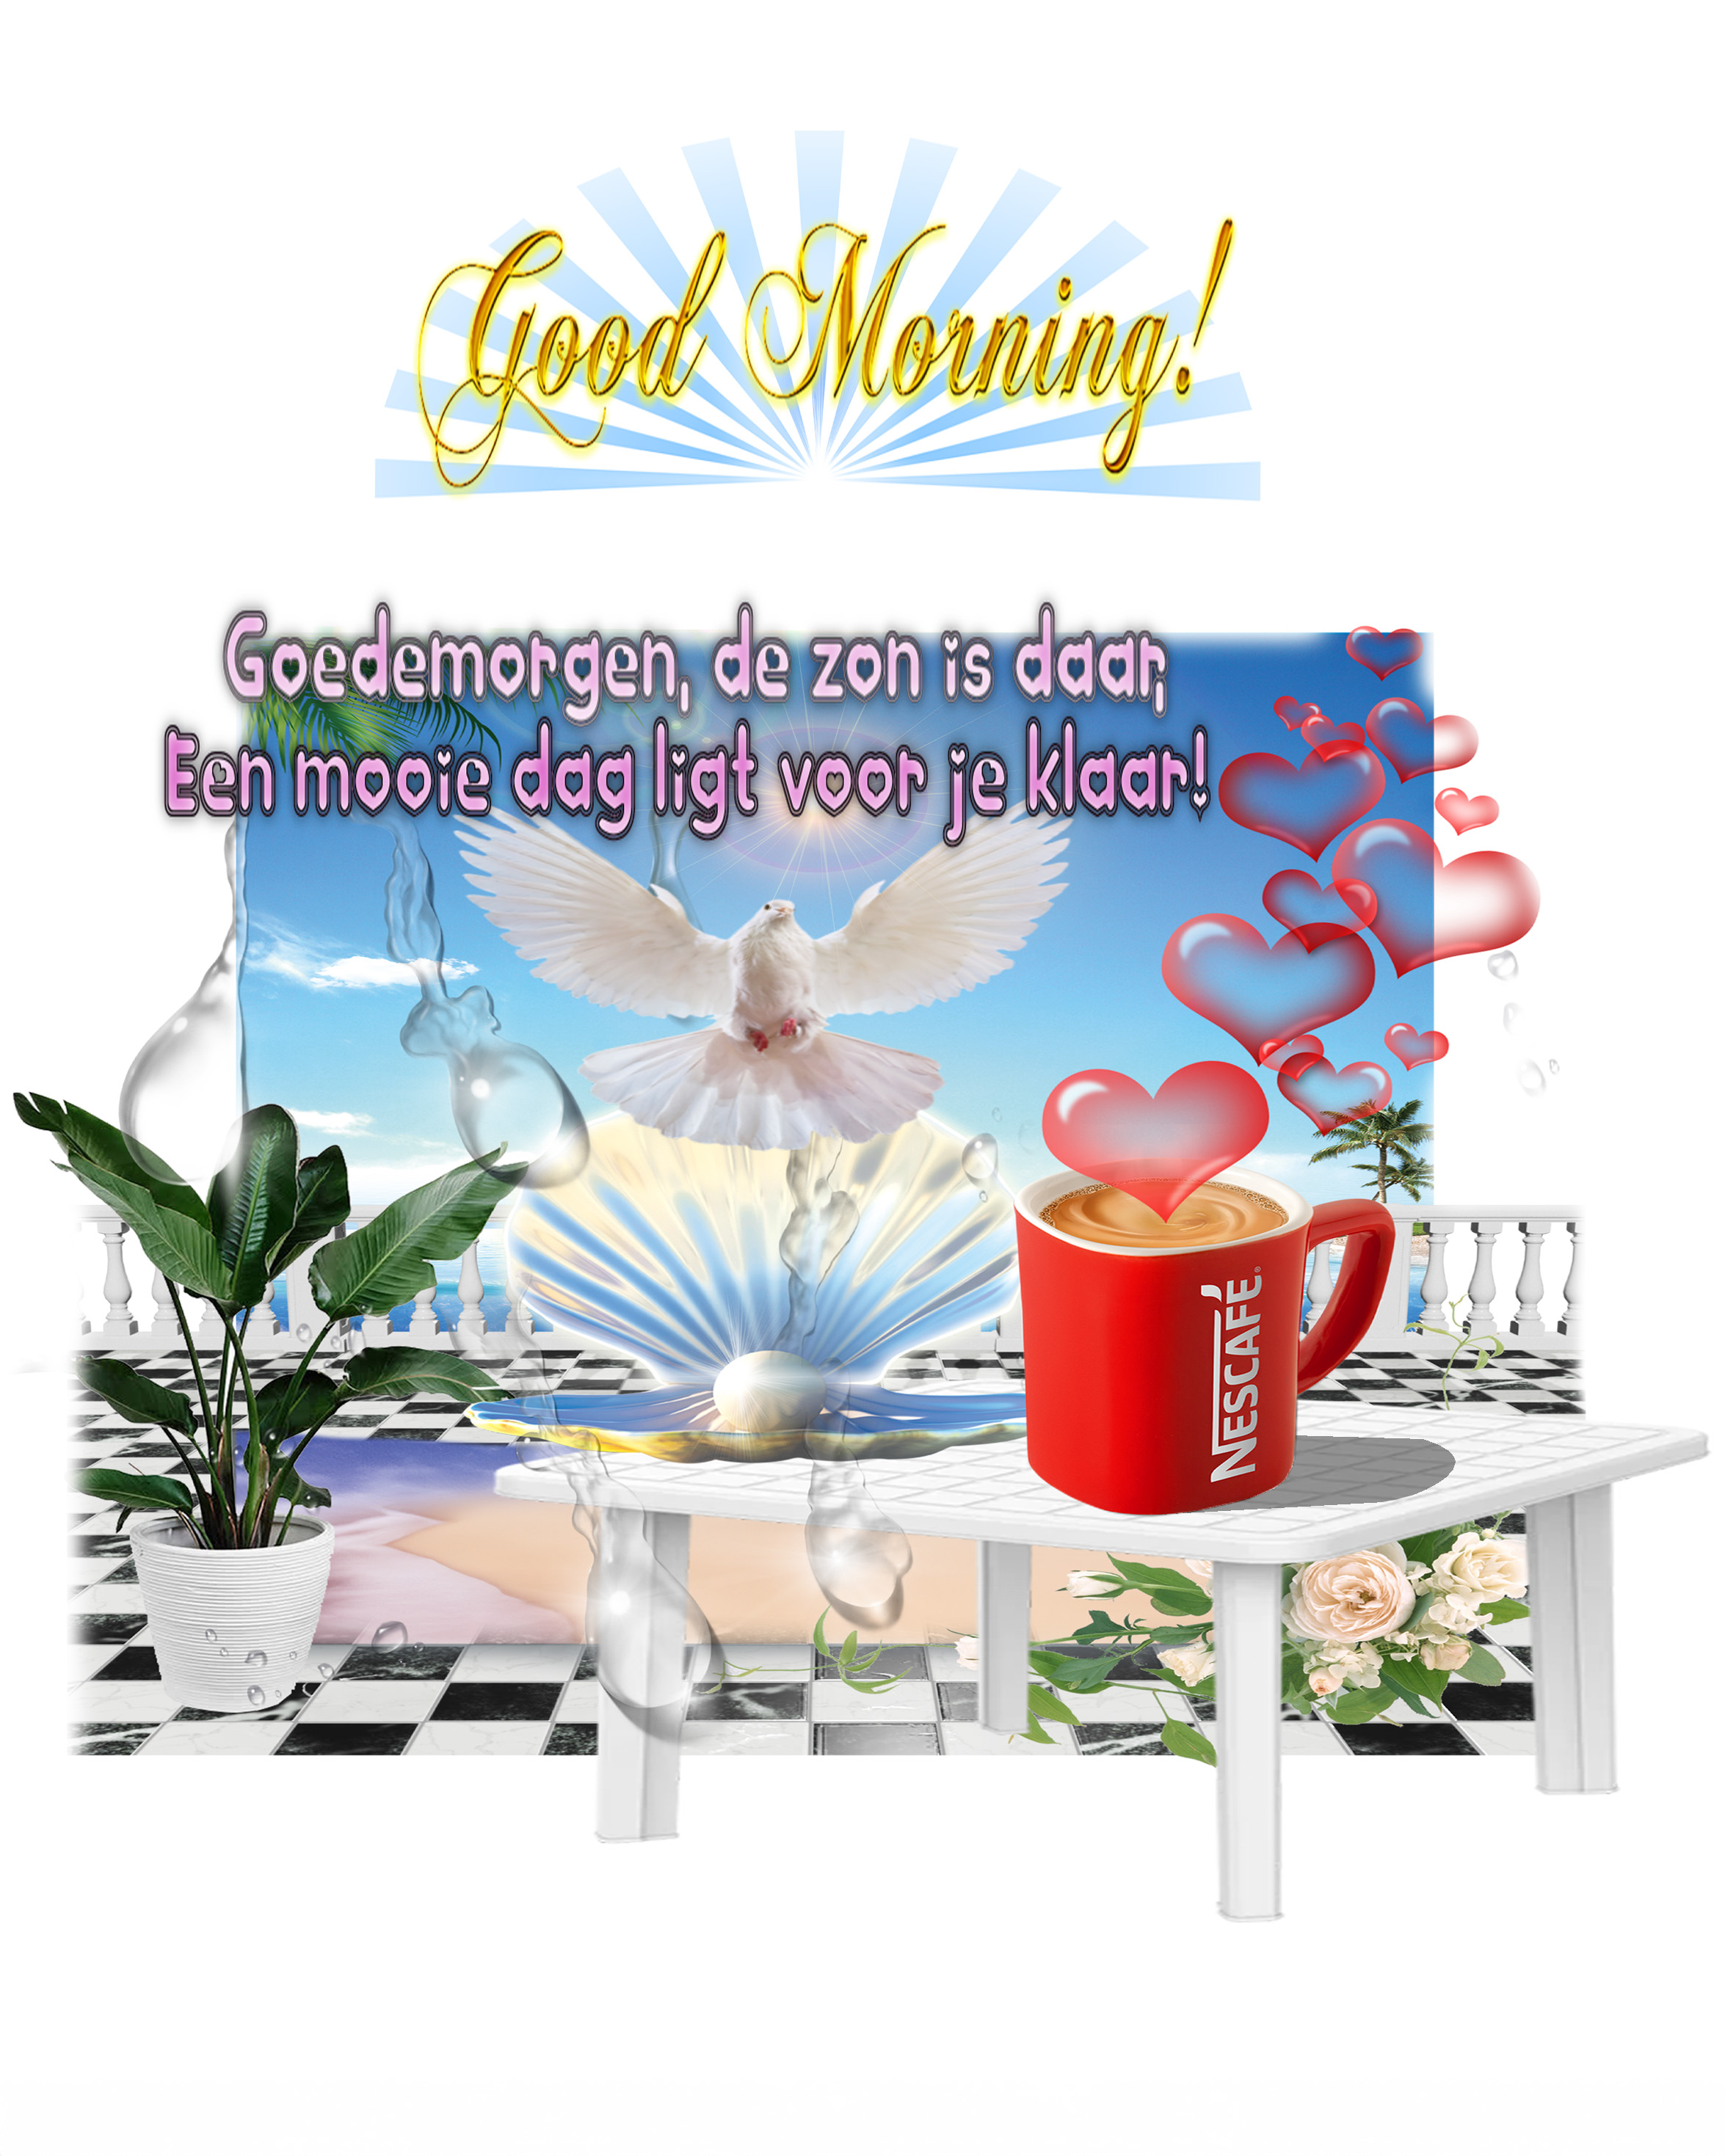 Good Morning!
Goedemorgen, de zon is daar,
Een mooie dag ligt voor je klaar!
NESCAFÉ®